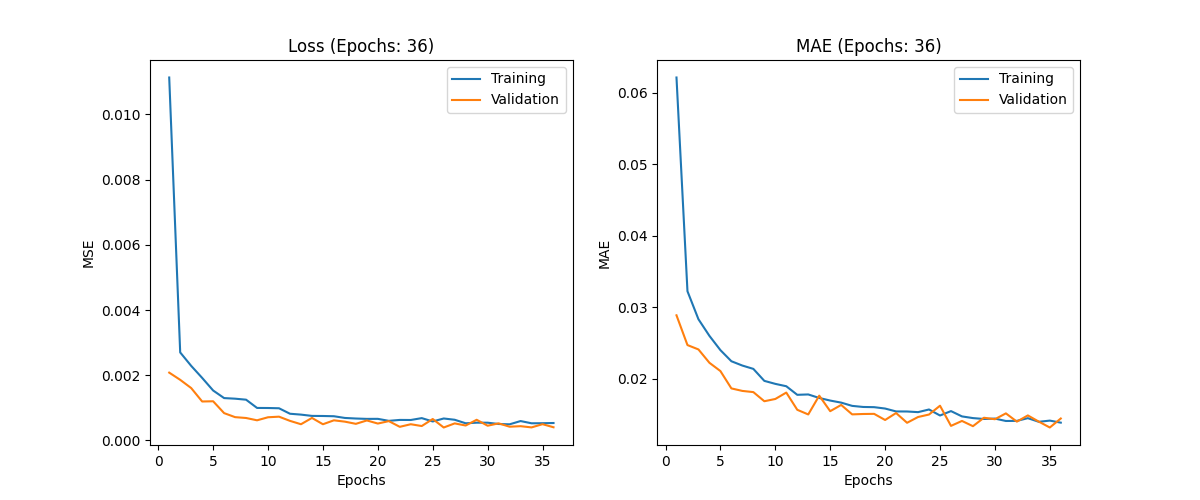 Loss (Epochs: 36)
MSE
0.010
0.008
0.006
0.004
0.002
0.000
0 5 10 15 20 25 30 35
Epochs
Training
Validation
MAE (Epochs: 36)
MAE
0.06
0.05
0.04
0.03
0.02
0 5 10 15 20 25 30 35
Epochs
Training
Validation